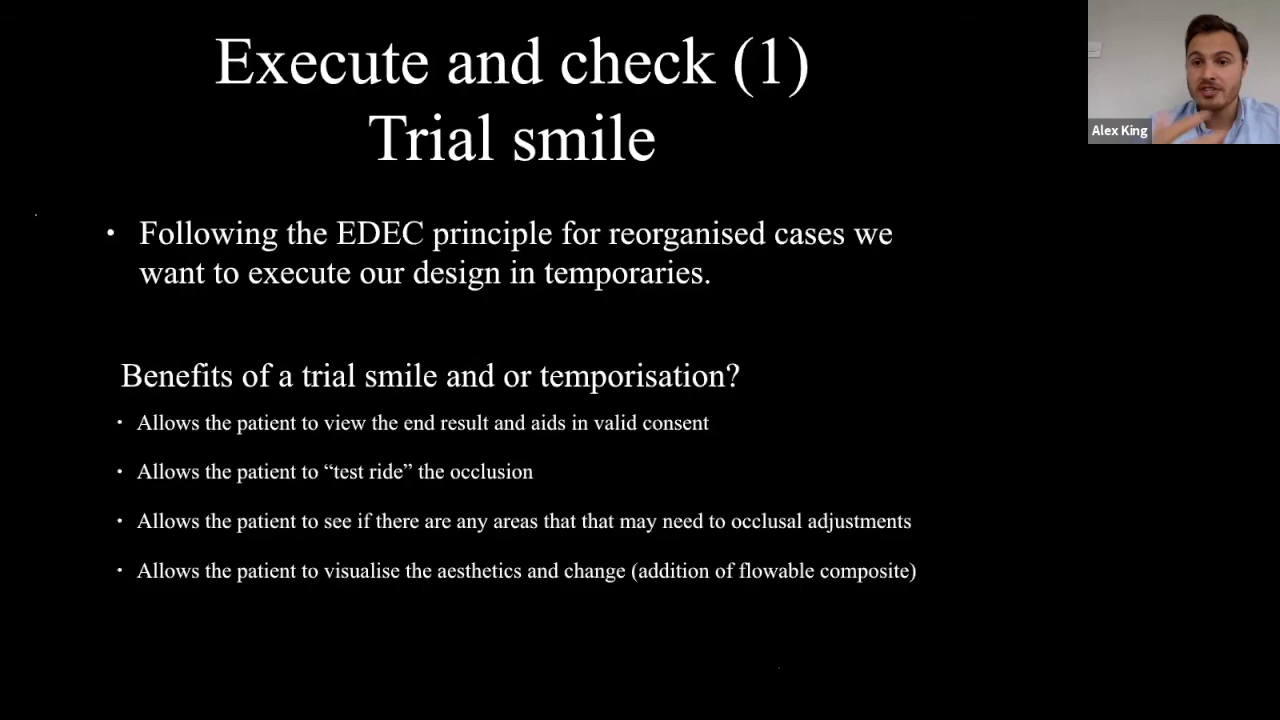 Execute and check (1)
Trial smile
Alex King
• Following the EDEC principle for reorganised cases we
want to execute our design in temporaries.
Benefits of a trial smile and or temporisation?
• Allows the patient to view the end result and aids in valid consent
• Allows the patient to “test ride” the occlusion
• Allows the patient to see if there are any areas that that may need to occlusal adjustments
• Allows the patient to visualise the aesthetics and change (addition of flowable composite)